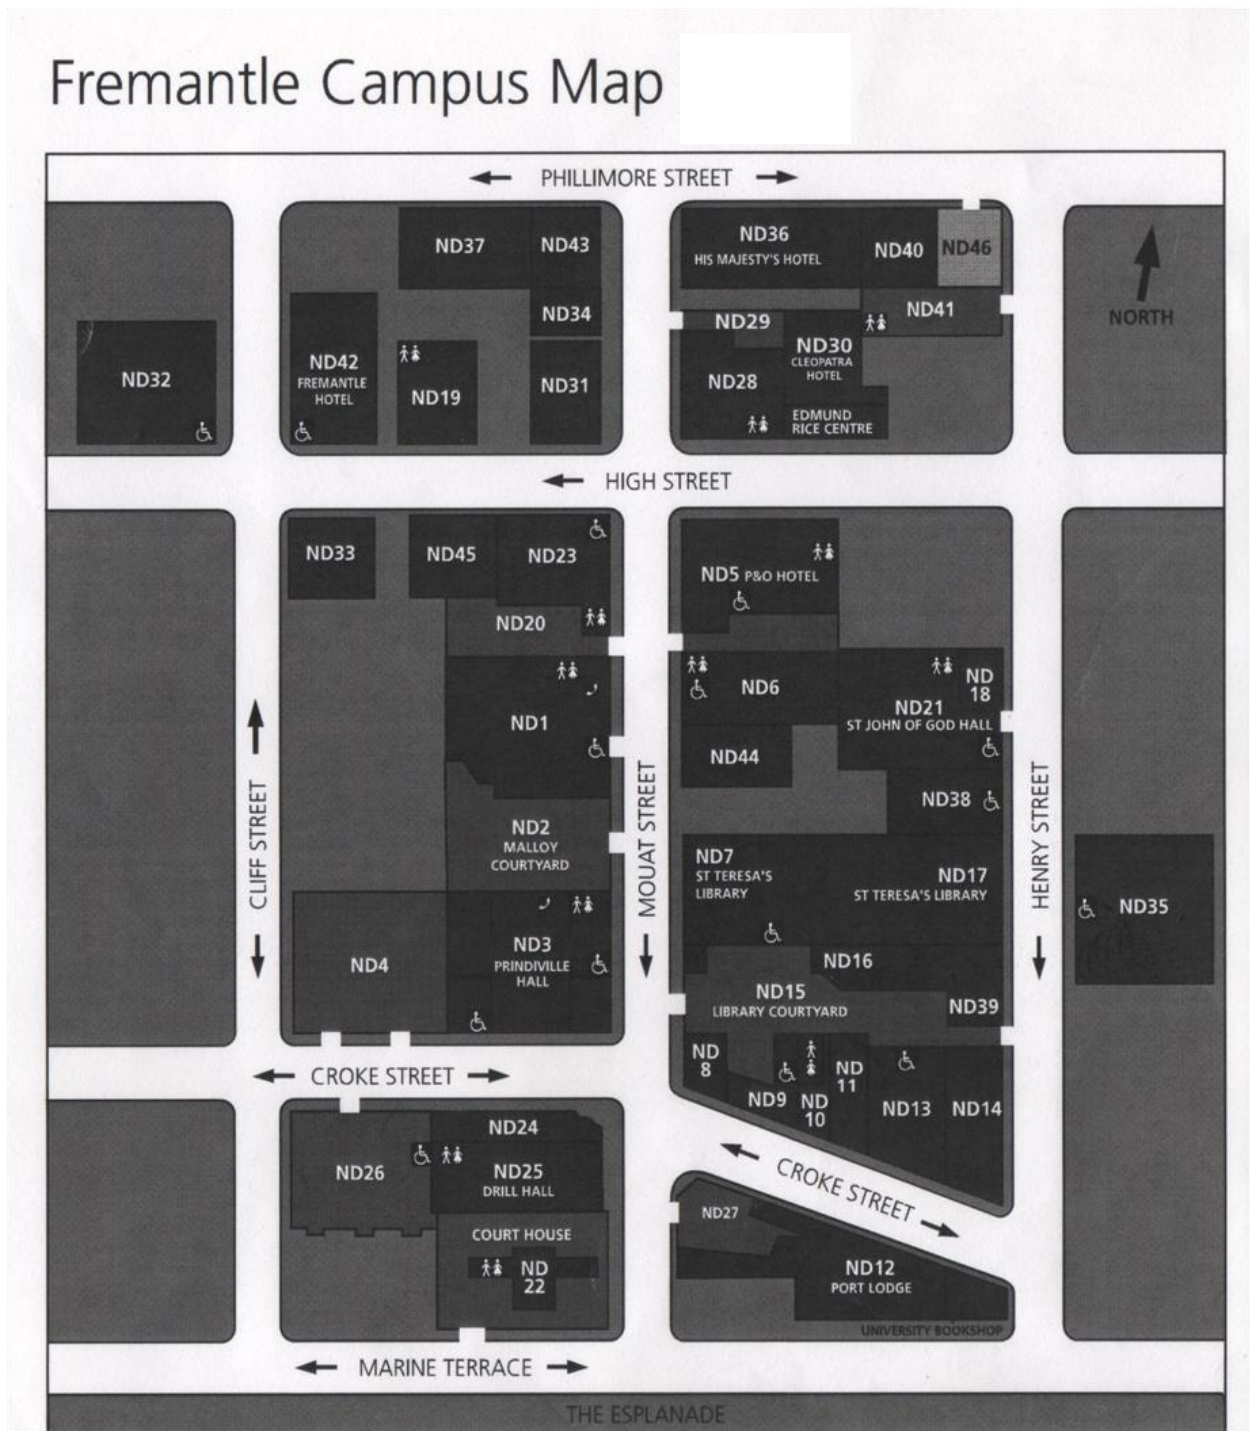 Fremantle Campus Map
PHILLIMORE STREET
ND37
ND43
ND34
ND42
FREMANTLE
HOTEL
ND19
ND31
ND32
ND36
HIS MAJESTY'S HOTEL
ND40
ND46
ND41
ND29
ND30
CLEOPATRA
HOTEL
ND28
EDMUND
RICE CENTRE
NORTH
HIGH STREET
ND33
ND45
ND23
ND20
ND1
ND2
MALLOY
COURTYARD
ND3
PRINDIVILLE
HALL
ND4
CLIFF STREET
MOUAT STREET
HENRY STREET
ND5 P&O HOTEL
ND6
ND
18
ND21
ST JOHN OF GOD HALL
ND44
ND38
ND7
ST TERESA'S
LIBRARY
ND17
ST TERESA'S LIBRARY
ND16
ND15
LIBRARY COURTYARD
ND39
ND35
ND
8
ND9
ND
10
ND
11
ND13
ND14
CROKE STREET
CROKE STREET
ND24
ND26
ND25
DRILL HALL
COURT HOUSE
ND
22
ND27
ND12
PORT LODGE
UNIVERSITY BOOKSHOP
MARINE TERRACE
THE ESPLANADE